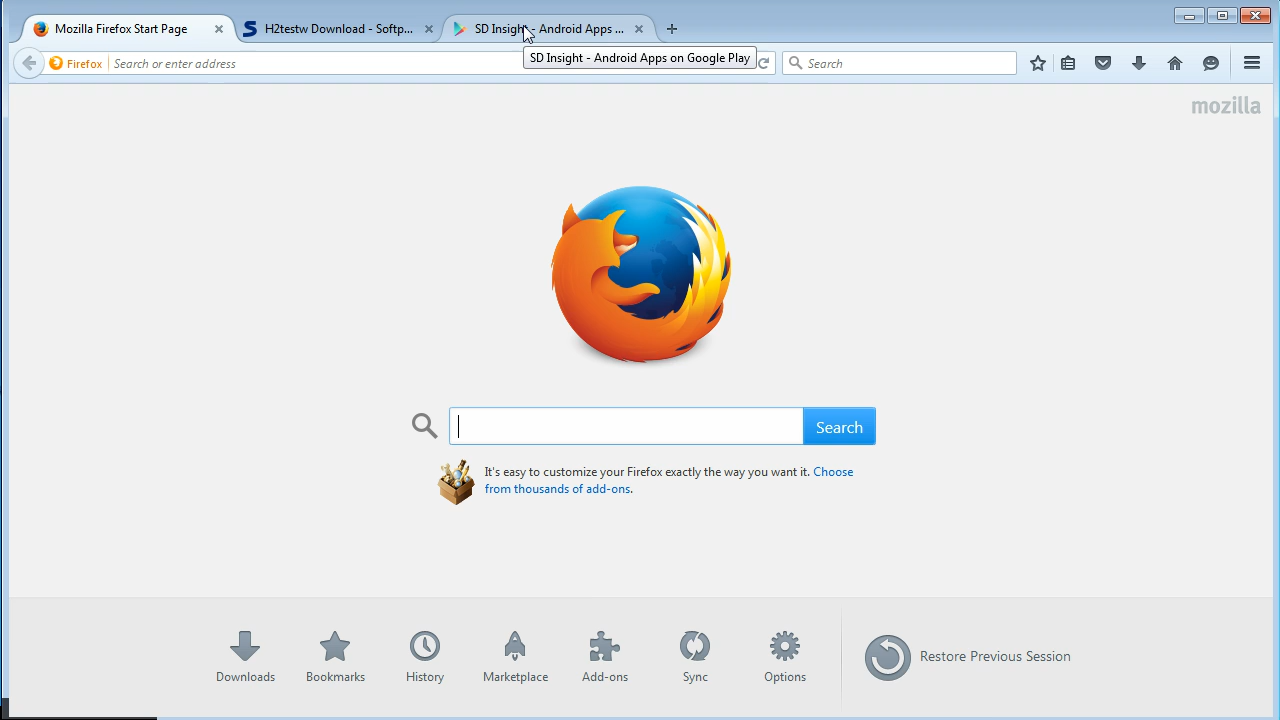 Mozilla Firefox Start Page
H2testw Download - Softp...
SD Insight - Android Apps ...
Firefox
Search or enter address
SD Insight - Android Apps on Google Play
Search
mozilla
Search
It's easy to customize your Firefox exactly the way you want it. Choose
from thousands of add-ons.
Downloads
Bookmarks
History
Marketplace
Add-ons
Sync
Options
Restore Previous Session